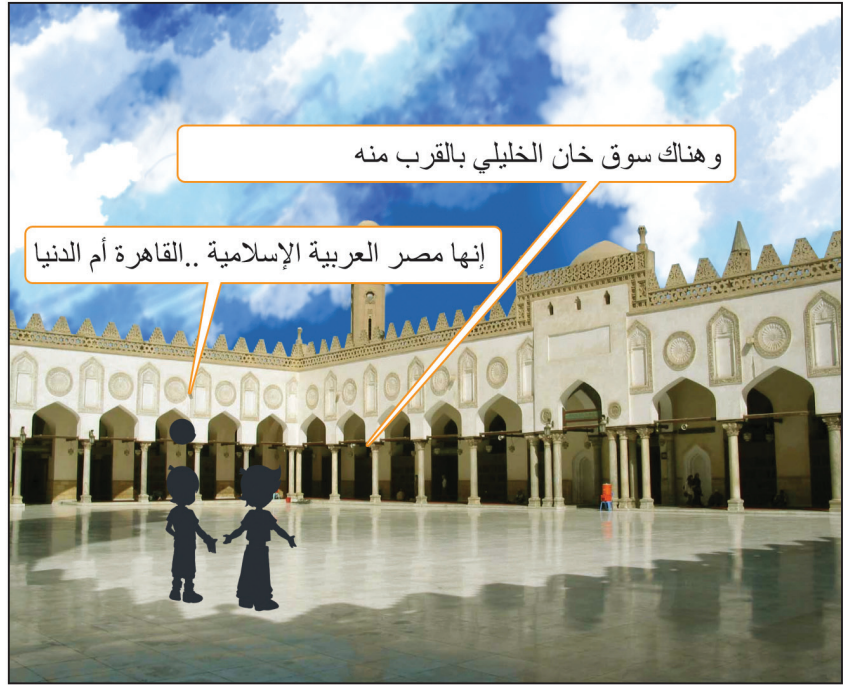 وهناك سوق خان الخليلي بالقرب منه
إنها مصر العربية الإسلامية ..القاهرة أم الدنيا